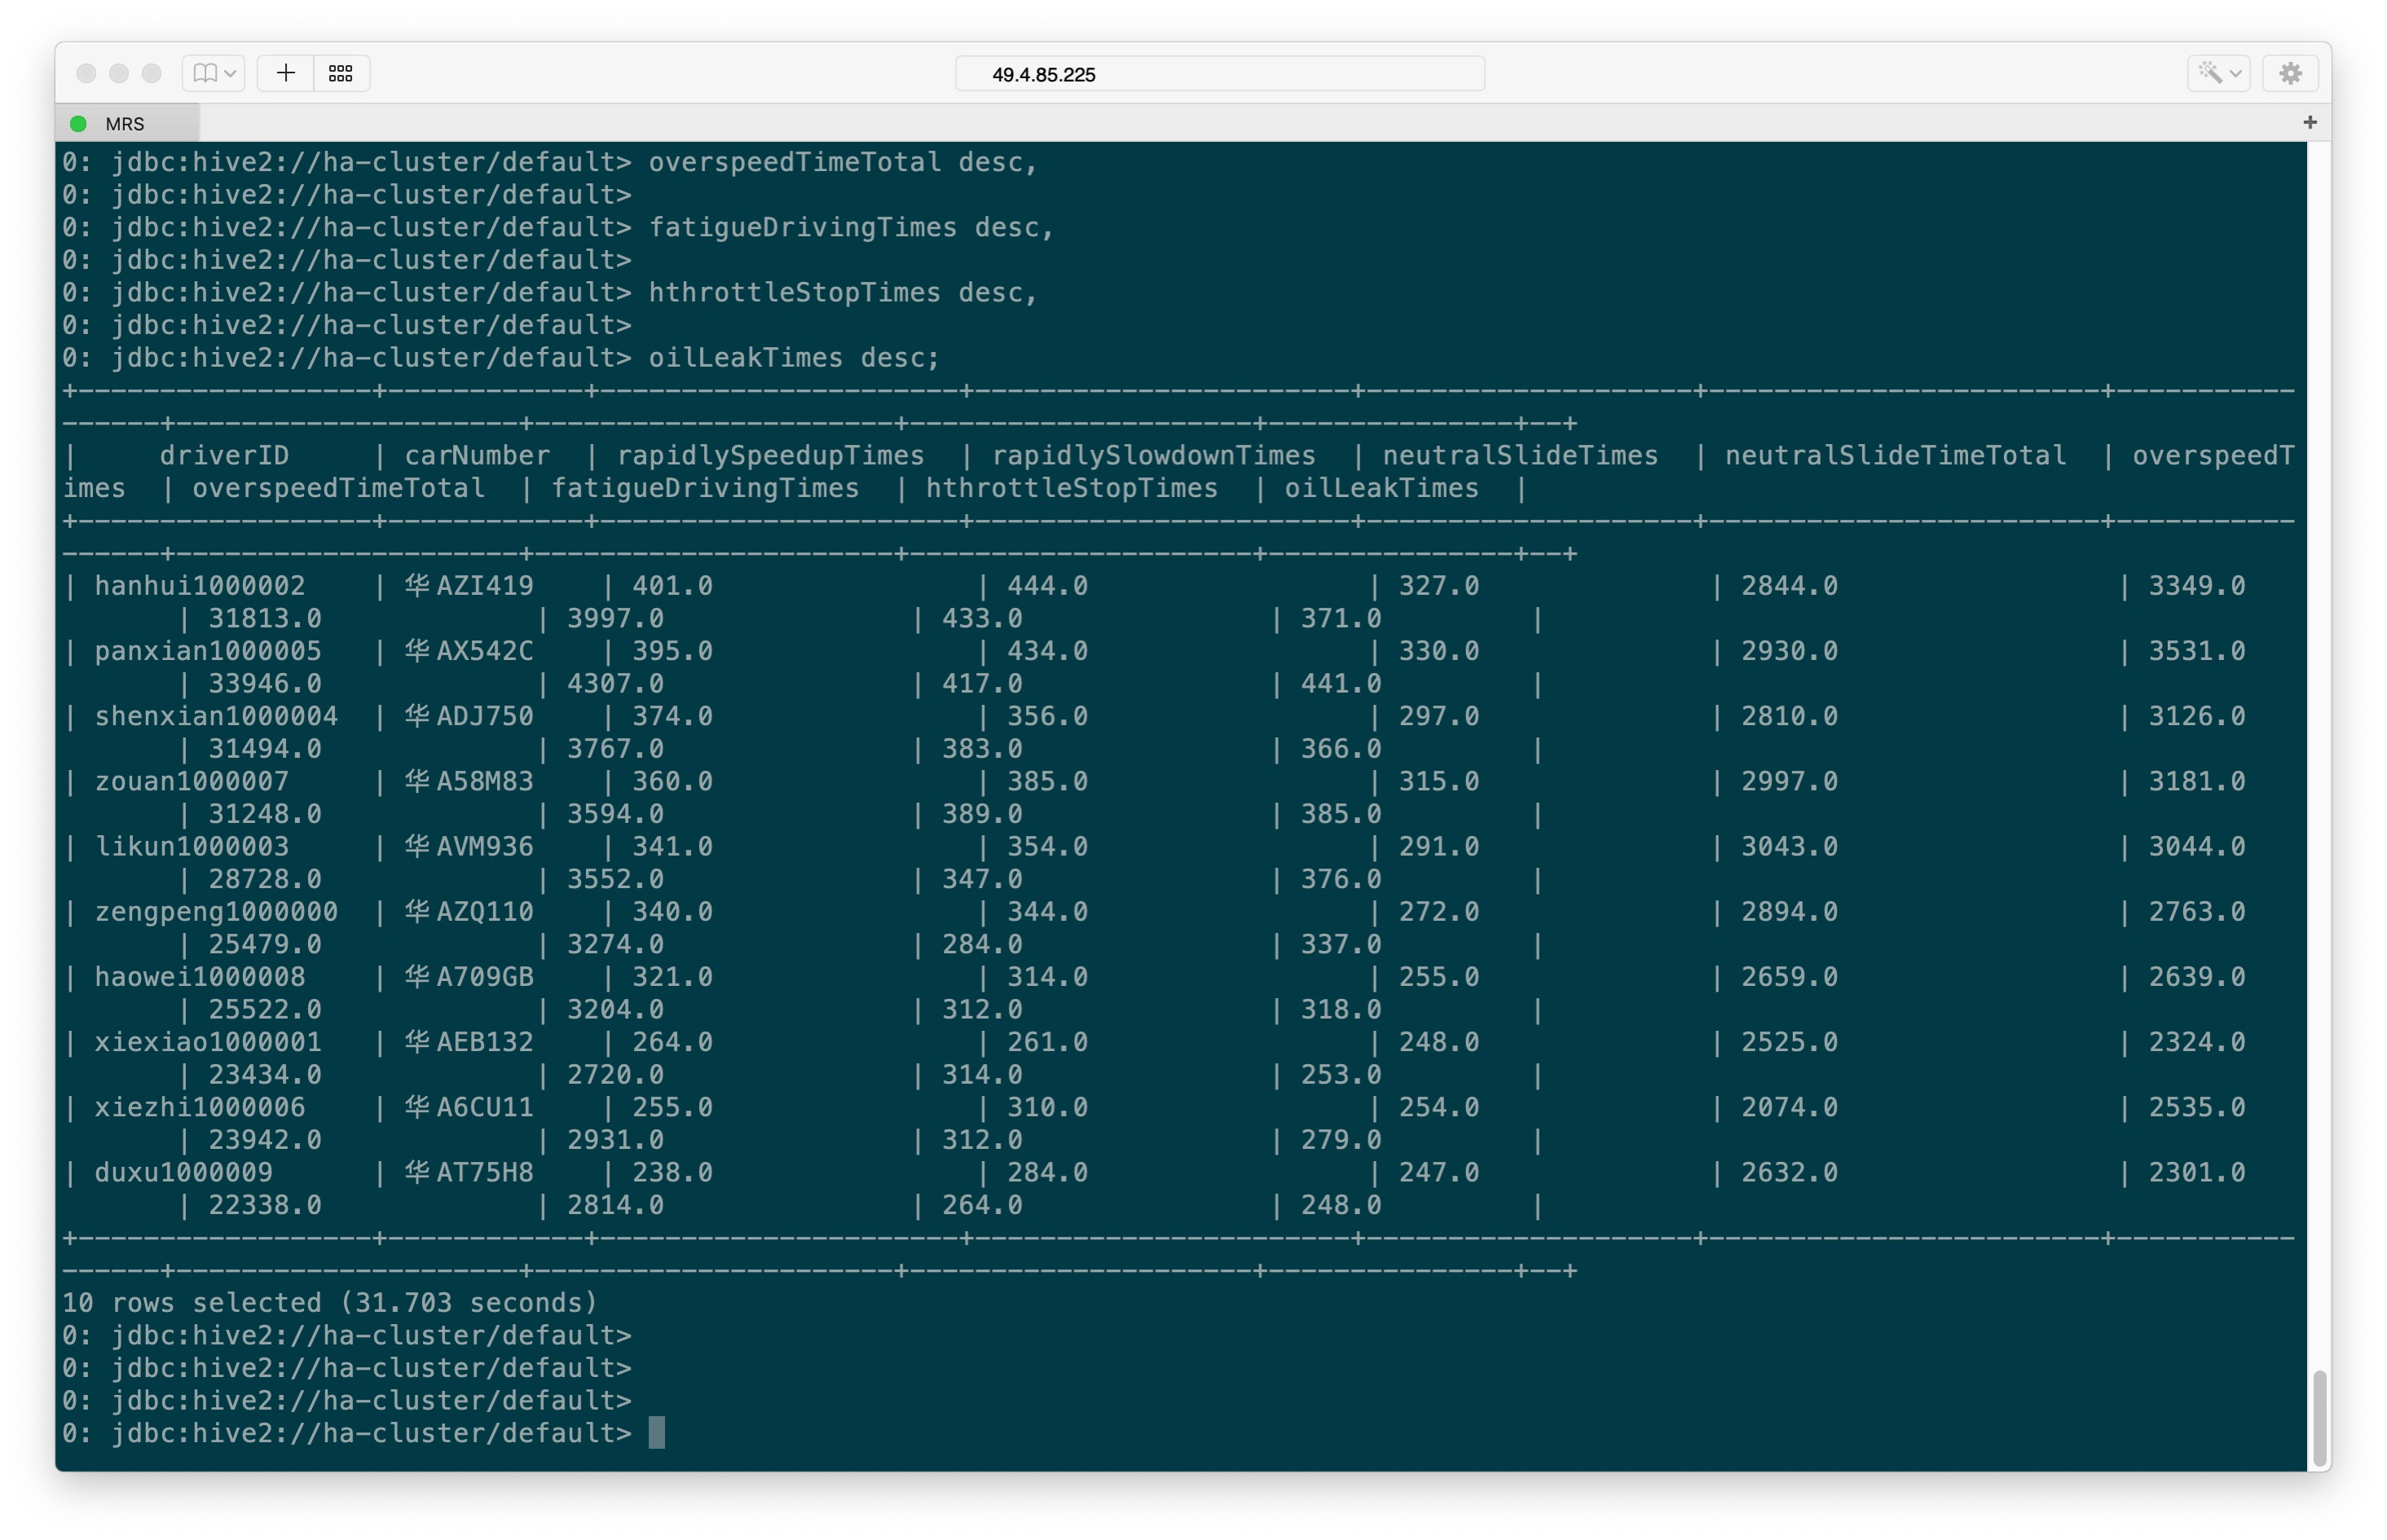 49.4.85.225
MRS
0: jdbc:hive2://ha-cluster/default> overspeedTimeTotal desc,
0: jdbc:hive2://ha-cluster/default>
0: jdbc:hive2://ha-cluster/default> fatigueDrivingTimes desc,
0: jdbc:hive2://ha-cluster/default>
0: jdbc:hive2://ha-cluster/default> hthrottleStopTimes desc,
0: jdbc:hive2://ha-cluster/default>
0: jdbc:hive2://ha-cluster/default> oilLeakTimes desc;
+------------------+------------+----------------------+-----------------------+--------------------+------------------------+-----------
------+---------------------+----------------------+---------------------+---------------+--+
| driverID | carNumber | rapidlySpeedupTimes | rapidlySlowdownTimes | neutralSlideTimes | neutralSlideTimeTotal | overspeedT
imes | overspeedTimeTotal | fatigueDrivingTimes | hthrottleStopTimes | oilLeakTimes |
+------------------+------------+----------------------+-----------------------+--------------------+------------------------+-----------
------+---------------------+----------------------+---------------------+---------------+--+
| hanhui1000002 | 华AZI419 | 401.0 | 444.0 | 327.0 | 2844.0 | 3349.0
| 31813.0 | 3997.0 | 433.0 | 371.0 |
| panxian1000005 | 华AX542C | 395.0 | 434.0 | 330.0 | 2930.0 | 3531.0
| 33946.0 | 4307.0 | 417.0 | 441.0 |
| shenxian1000004 | 华ADJ750 | 374.0 | 356.0 | 297.0 | 2810.0 | 3126.0
| 31494.0 | 3767.0 | 383.0 | 366.0 |
| zouan1000007 | 华A58M83 | 360.0 | 385.0 | 315.0 | 2997.0 | 3181.0
| 31248.0 | 3594.0 | 389.0 | 385.0 |
| likun1000003 | 华AVM936 | 341.0 | 354.0 | 291.0 | 3043.0 | 3044.0
| 28728.0 | 3552.0 | 347.0 | 376.0 |
| zengpeng1000000 | 华AZQ110 | 340.0 | 344.0 | 272.0 | 2894.0 | 2763.0
| 25479.0 | 3274.0 | 284.0 | 337.0 |
| haowei1000008 | 华A709GB | 321.0 | 314.0 | 255.0 | 2659.0 | 2639.0
| 25522.0 | 3204.0 | 312.0 | 318.0 |
| xiexiao1000001 | 华AEB132 | 264.0 | 261.0 | 248.0 | 2525.0 | 2324.0
| 23434.0 | 2720.0 | 314.0 | 253.0 |
| xiezhi1000006 | 华A6CU11 | 255.0 | 310.0 | 254.0 | 2074.0 | 2535.0
| 23942.0 | 2931.0 | 312.0 | 279.0 |
| duxu1000009 | 华AT75H8 | 238.0 | 284.0 | 247.0 | 2632.0 | 2301.0
| 22338.0 | 2814.0 | 264.0 | 248.0 |
+------------------+------------+----------------------+-----------------------+--------------------+------------------------+-----------
------+---------------------+----------------------+---------------------+---------------+--+
10 rows selected (31.703 seconds)
0: jdbc:hive2://ha-cluster/default>
0: jdbc:hive2://ha-cluster/default>
0: jdbc:hive2://ha-cluster/default>
0: jdbc:hive2://ha-cluster/default>